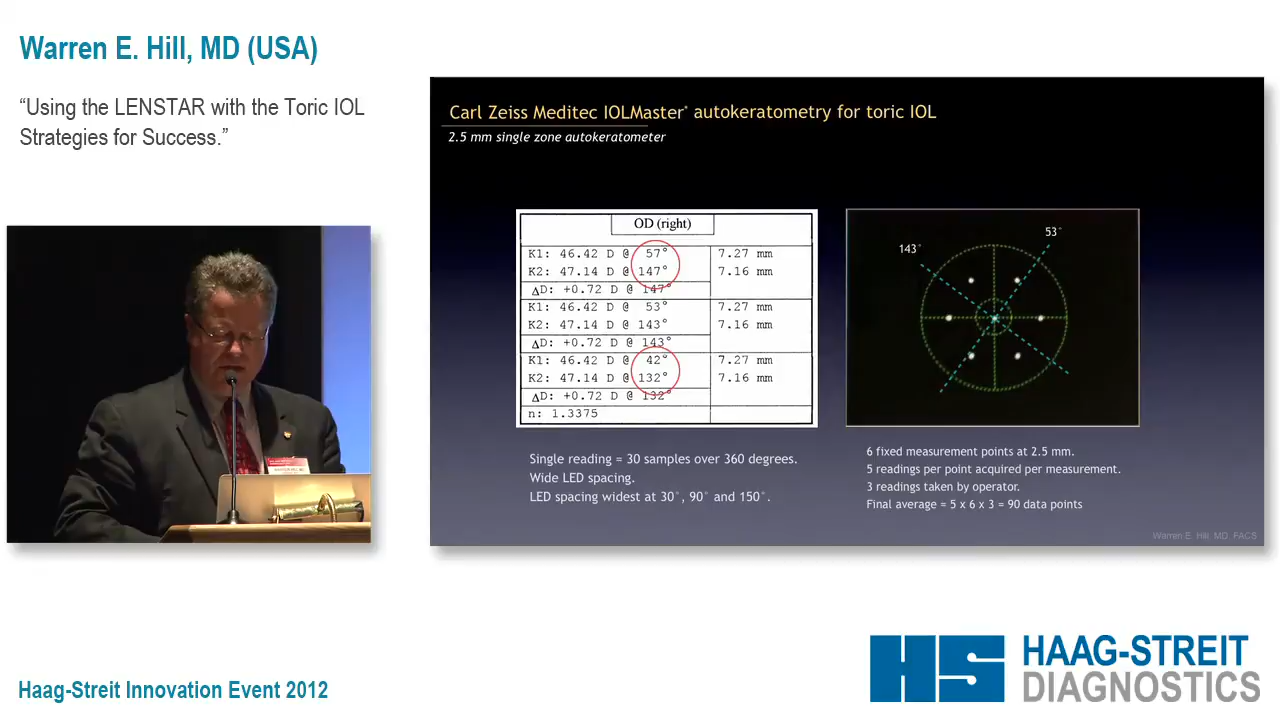 Warren E. Hill, MD (USA)
“Using the LENSTAR with the Toric IOL
Strategies for Success.”
Carl Zeiss Meditec IOLMaster® autokeratometry for toric IOL
2.5 mm single zone autokeratometer
OD (right)
K1: 46.42 D @ 57° 7.27 mm
K2: 47.14 D @ 147° 7.16 mm
ΔD: +0.72 D @ 147°
K1: 46.42 D @ 53° 7.27 mm
K2: 47.14 D @ 143° 7.16 mm
ΔD: +0.72 D @ 143°
K1: 46.42 D @ 42° 7.27 mm
K2: 47.14 D @ 132° 7.16 mm
ΔD: +0.72 D @ 132°
n: 1.3375
53°
143°
Single reading = 30 samples over 360 degrees.
Wide LED spacing.
LED spacing widest at 30°, 90° and 150°.
6 fixed measurement points at 2.5 mm.
5 readings per point acquired per measurement.
3 readings taken by operator.
Final average = 5 x 6 x 3 = 90 data points
Warren E. Hill, MD, FACS
Haag-Streit Innovation Event 2012
HS HAAG-STREIT
DIAGNOSTICS